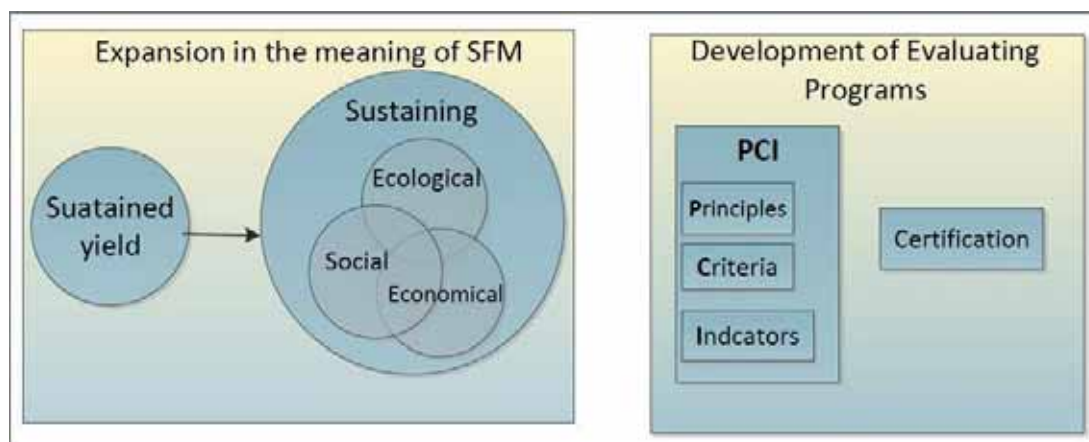 Expansion in the meaning of SFM
Sustaining
Ecological
Suatained
yield
Social
Economical
Development of Evaluating
Programs
PCI
Principles
Criteria
Indcators
Certification